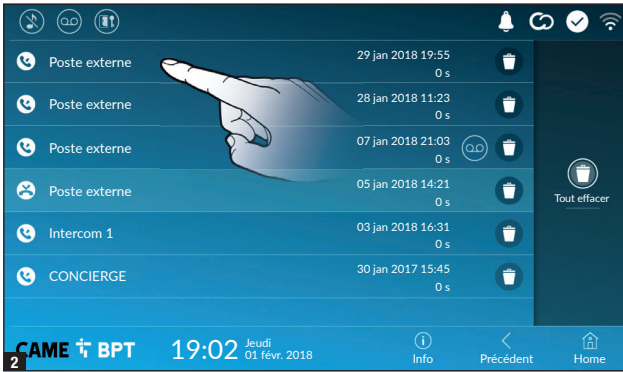 Poste externe 29 jan 2018 19:55
0 s
Poste externe 28 jan 2018 11:23
0 s
Poste externe 07 jan 2018 21:03
0 s
Poste externe 05 jan 2018 14:21
0 s
Tout effacer
Intercom 1 03 jan 2018 16:31
0 s
CONCIERGE 30 jan 2017 15:45
0 s
CAME BPT 19:02 Jeudi
01 févr. 2018
Info Précédent Home
2